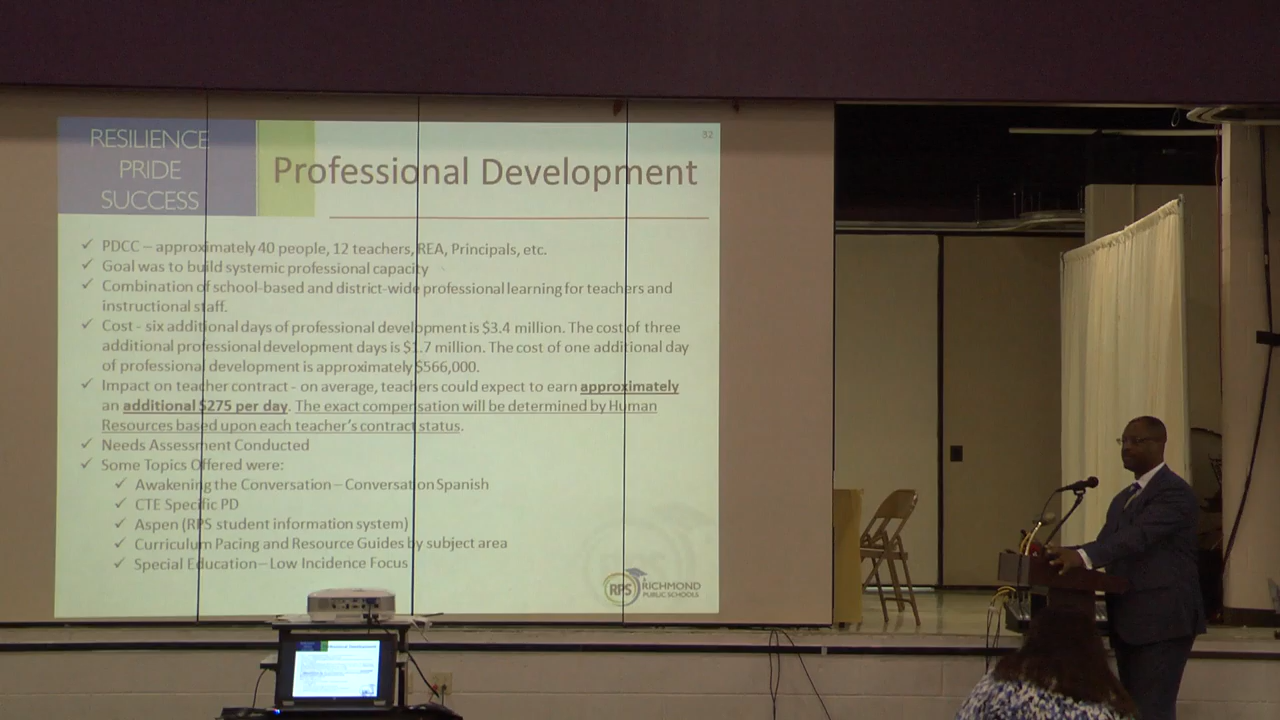 RESILIENCE
PRIDE
SUCCESS
32
Professional Development
✓ PDCC – approximately 40 people, 12 teachers, REA, Principals, etc.
✓ Goal was to build systemic professional capacity
✓ Combination of school-based and district-wide professional learning for teachers and
instructional staff.
✓ Cost - six additional days of professional development is $3.4 million. The cost of three
additional professional development days is $1.7 million. The cost of one additional day
of professional development is approximately $566,000.
✓ Impact on teacher contract - on average, teachers could expect to earn approximately
an additional $275 per day. The exact compensation will be determined by Human
Resources based upon each teacher's contract status.
✓ Needs Assessment Conducted
✓ Some Topics Offered were:
✓ Awakening the Conversation – Conversation Spanish
✓ CTE Specific PD
✓ Aspen (RPS student information system)
✓ Curriculum Pacing and Resource Guides by subject area
✓ Special Education – Low Incidence Focus
RPS
RICHMOND
PUBLIC SCHOOLS
Professional Development